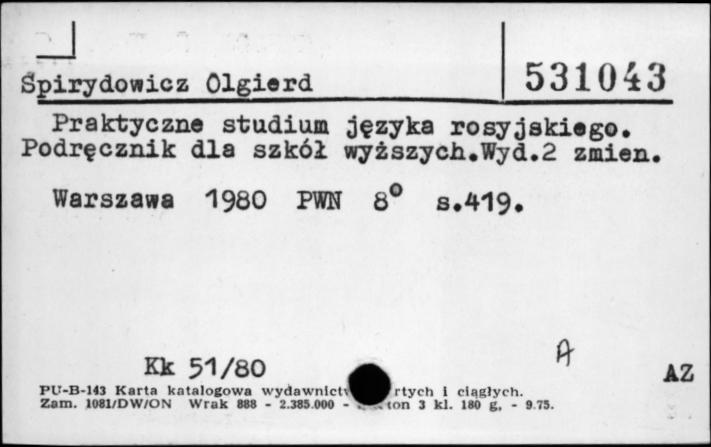 Spirydowicz Olgierd
531043
Praktyczne studium języka rosyjskiego.
Podręcznik dla szkół wyższych.Wyd.2 zmien.
Warszawa 1980 PWN 8° s.419.
A
Kk 51/80
AZ
PU-B-143 Karta katalogowa wydawnict rtych i ciągłych.
Zam. 1081/DW/ON Wrak 888 - 2.385.000 - ton 3 kl. 180 g. - 9.75.